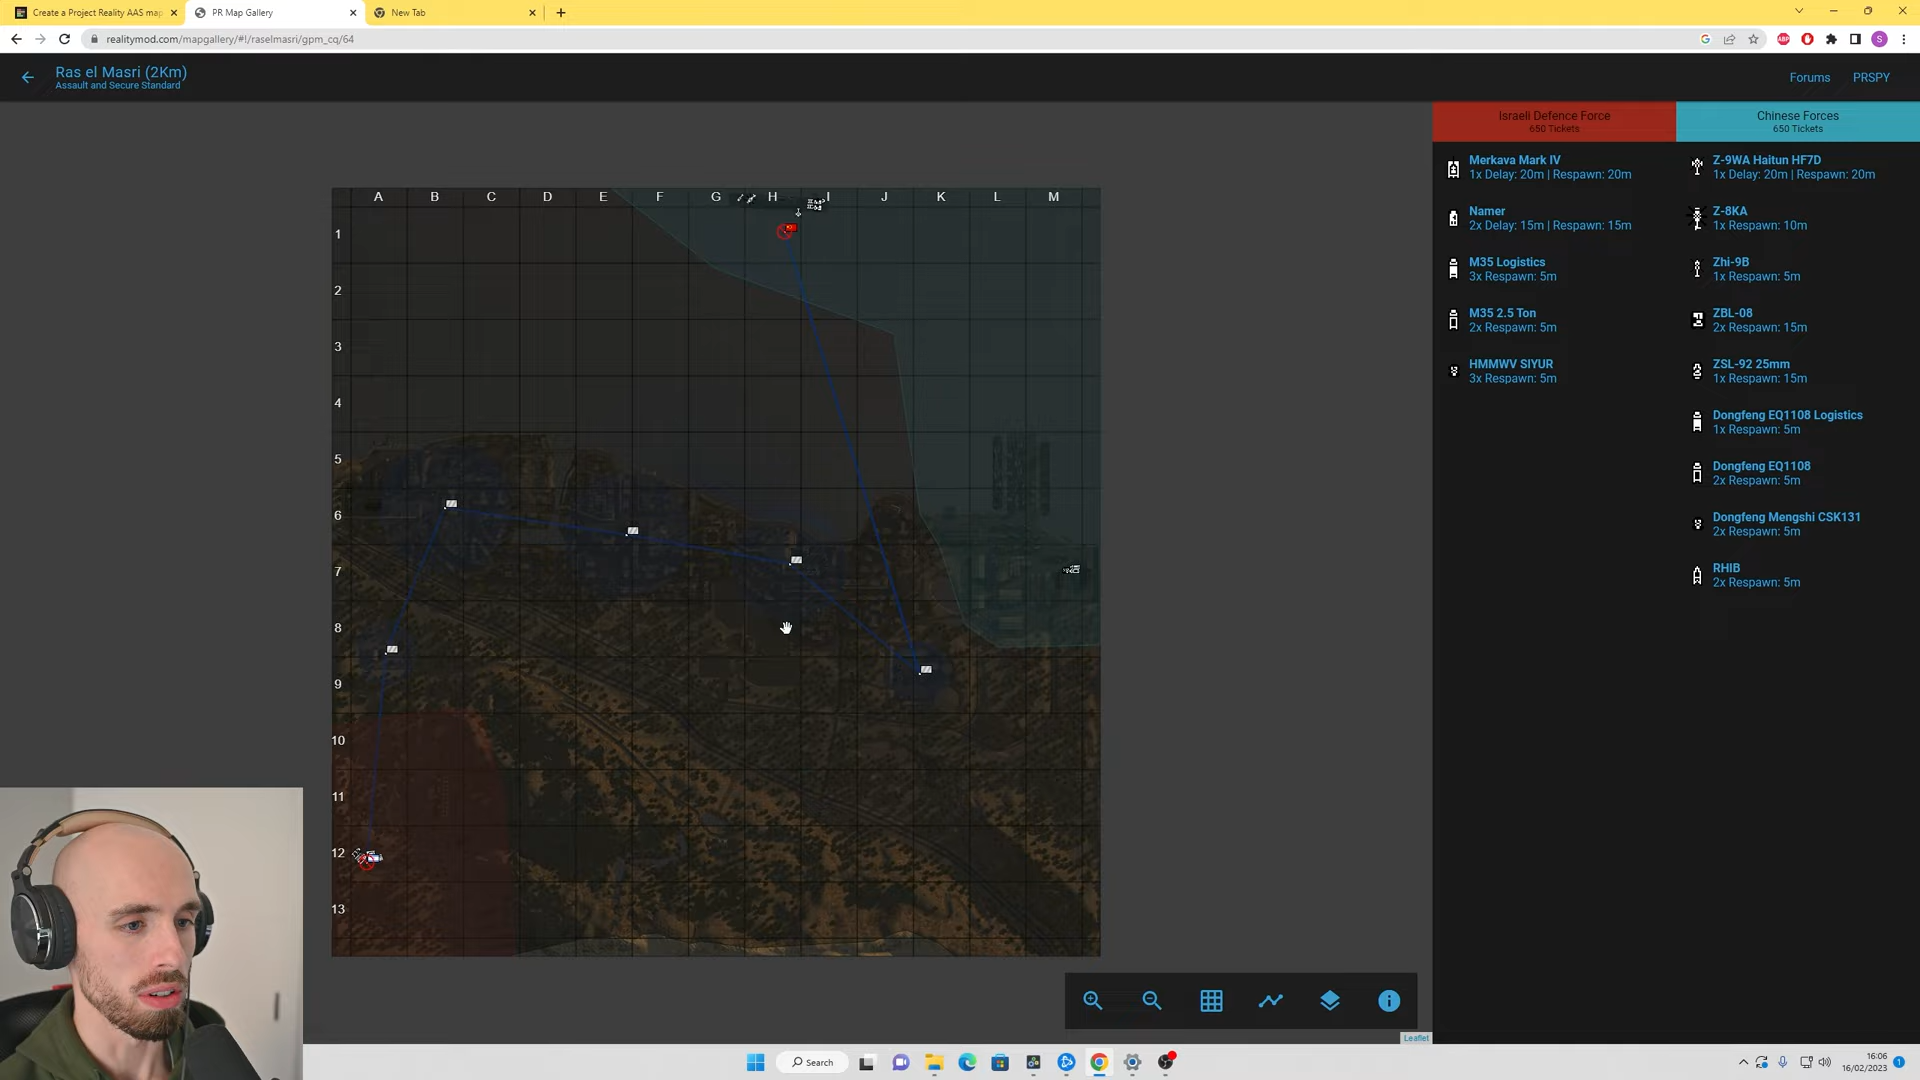 Create a Project Reality AAS map
PR Map Gallery
New Tab
realitymod.com/mapgallery/#!/raselmasri/gpm_cq/64
ABP
S
Ras el Masri (2Km)
Assault and Secure Standard
Forums
PRSPY
Israeli Defence Force
650 Tickets
Chinese Forces
650 Tickets
Merkava Mark IV
1x Delay: 20m | Respawn: 20m
Namer
2x Delay: 15m | Respawn: 15m
M35 Logistics
3x Respawn: 5m
M35 2.5 Ton
2x Respawn: 5m
HMMWV SIYUR
3x Respawn: 5m
Z-9WA Haitun HF7D
1x Delay: 20m | Respawn: 20m
Z-8KA
1x Respawn: 10m
Zhi-9B
1x Respawn: 5m
ZBL-08
2x Respawn: 15m
ZSL-92 25mm
1x Respawn: 15m
Dongfeng EQ1108 Logistics
1x Respawn: 5m
Dongfeng EQ1108
2x Respawn: 5m
Dongfeng Mengshi CSK131
2x Respawn: 5m
RHIB
2x Respawn: 5m
A B C D E F G H I J K L M
1
2
3
4
5
6
7
8
9
10
11
12
13
Leaflet
Search
16:06
16/02/2023
1